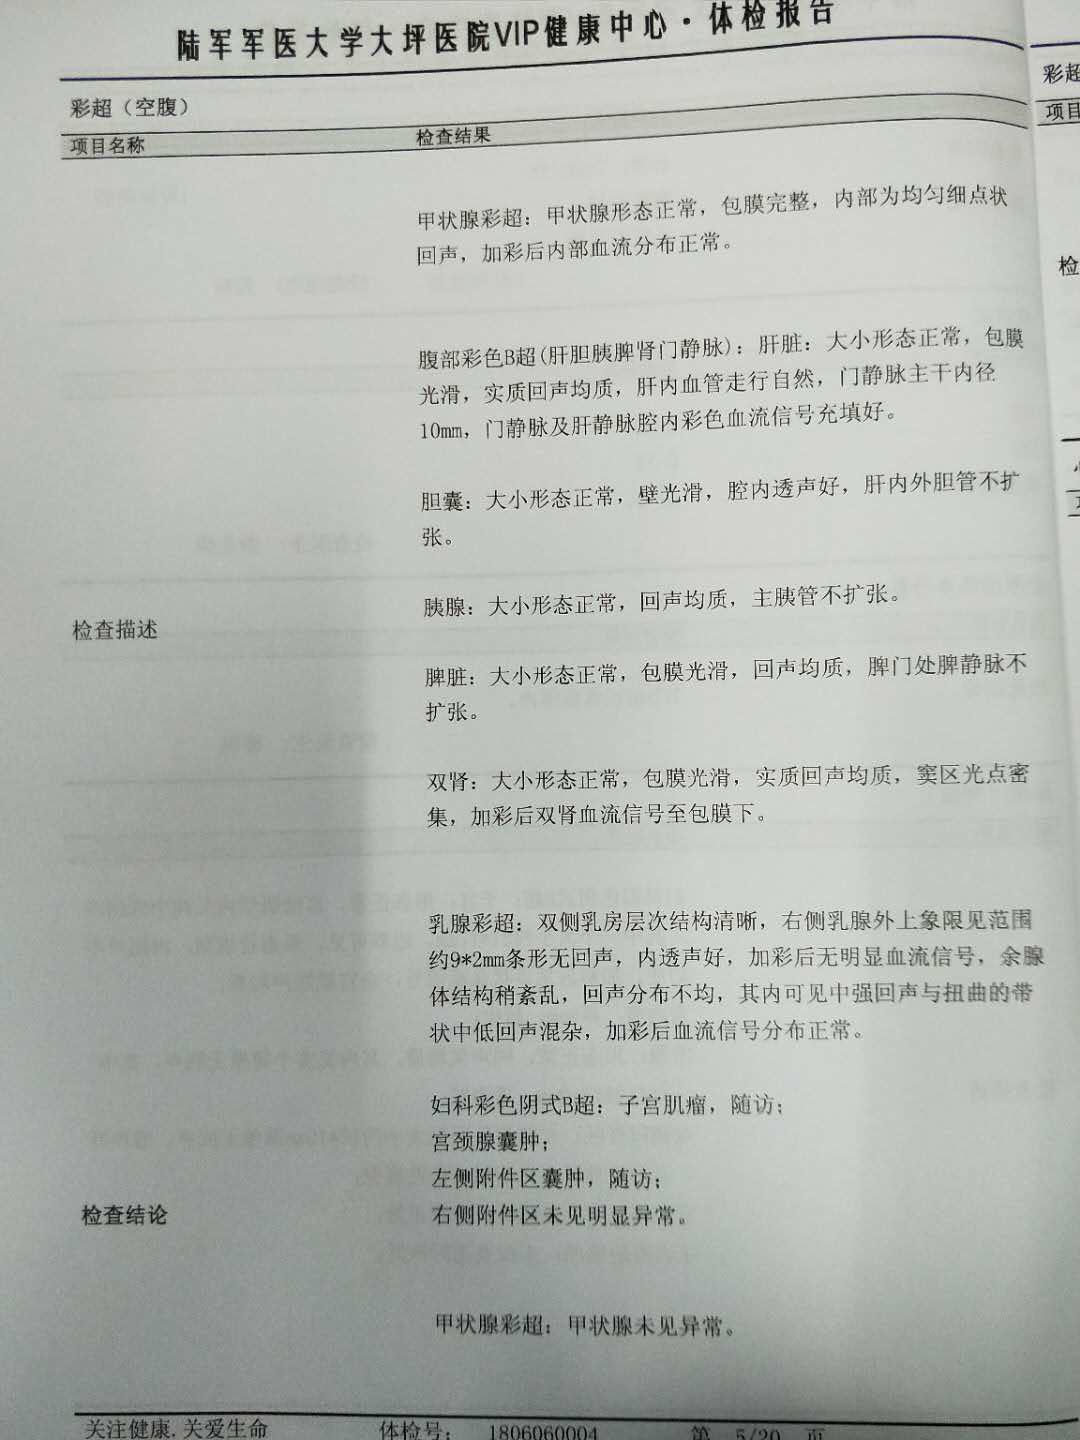 陆军军医大学大坪医院VIP健康中心·体检报告
彩超（空腹）
项目名称 检查结果
甲状腺彩超：甲状腺形态正常，包膜完整，内部为均匀细点状
回声，加彩后内部血流分布正常。
腹部彩色B超(肝胆胰脾肾门静脉)：肝脏：大小形态正常，包膜
光滑，实质回声均质，肝内血管走行自然，门静脉主干内径
10mm，门静脉及肝静脉腔内彩色血流信号充填好。
胆囊：大小形态正常，壁光滑，腔内透声好，肝内外胆管不扩
张。
胰腺：大小形态正常，回声均质，主胰管不扩张。
检查描述
脾脏：大小形态正常，包膜光滑，回声均质，脾门处脾静脉不
扩张。
双肾：大小形态正常，包膜光滑，实质回声均质，窦区光点密
集，加彩后双肾血流信号至包膜下。
乳腺彩超：双侧乳房层次结构清晰，右侧乳腺外上象限见范围
约9*2mm条形无回声，内透声好，加彩后无明显血流信号，余腺
体结构稍紊乱，回声分布不均，其内可见中强回声与扭曲的带
状中低回声混杂，加彩后血流信号分布正常。
妇科彩色阴式B超：子宫肌瘤，随访；
宫颈腺囊肿；
左侧附件区囊肿，随访；
检查结论 右侧附件区未见明显异常。
甲状腺彩超：甲状腺未见异常。
关注健康.关爱生命 体检号： 1806060004 第 5/20 页
彩超
项目
检